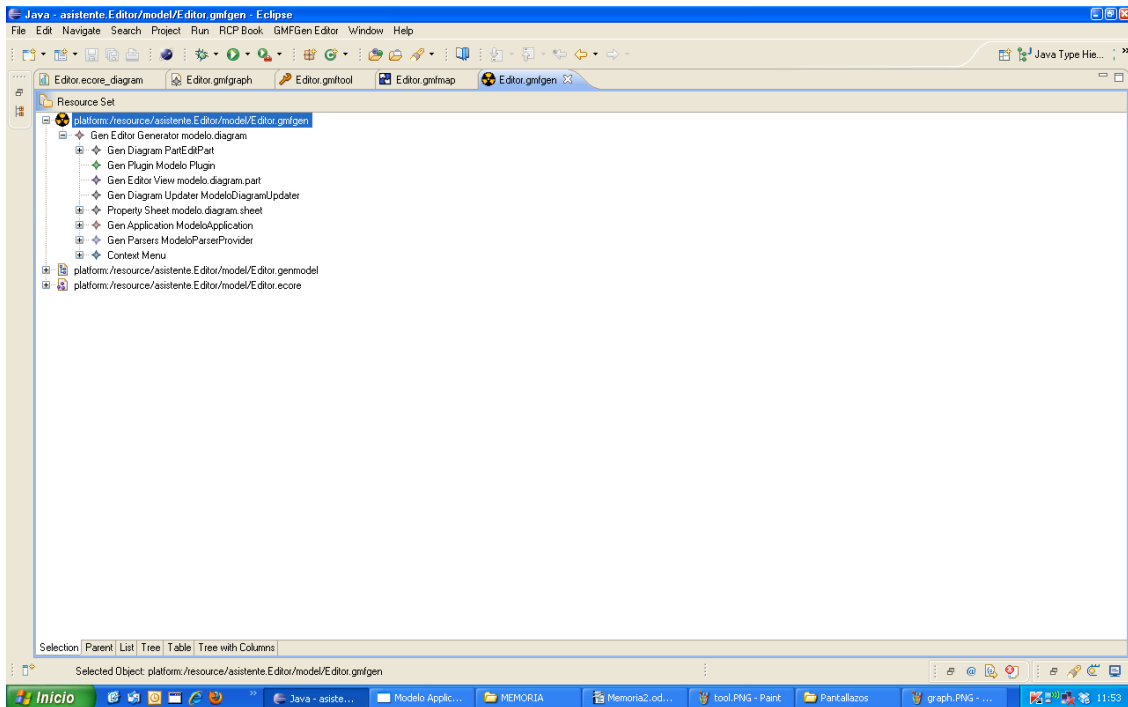 Java - asistente.Editor/model/Editor.gmfgen - Eclipse
File Edit Navigate Search Project Run RCP Book GMFGen Editor Window Help
Java Type Hie... »
Editor.ecore_diagram Editor.gmfgraph Editor.gmftool Editor.gmfmap Editor.gmfgen
Resource Set
platform:/resource/asistente.Editor/model/Editor.gmfgen
Gen Editor Generator modelo.diagram
Gen Diagram PartEditPart
Gen Plugin Modelo Plugin
Gen Editor View modelo.diagram.part
Gen Diagram Updater ModeloDiagramUpdater
Property Sheet modelo.diagram.sheet
Gen Application ModeloApplication
Gen Parsers ModeloParserProvider
Context Menu
platform:/resource/asistente.Editor/model/Editor.genmodel
platform:/resource/asistente.Editor/model/Editor.ecore
Selection Parent List Tree Table Tree with Columns
Selected Object: platform:/resource/asistente.Editor/model/Editor.gmfgen
Inicio » Java - asiste... Modelo Applic... MEMORIA Memoria2.od... tool.PNG - Paint Pantallazos graph.PNG - ... 11:53